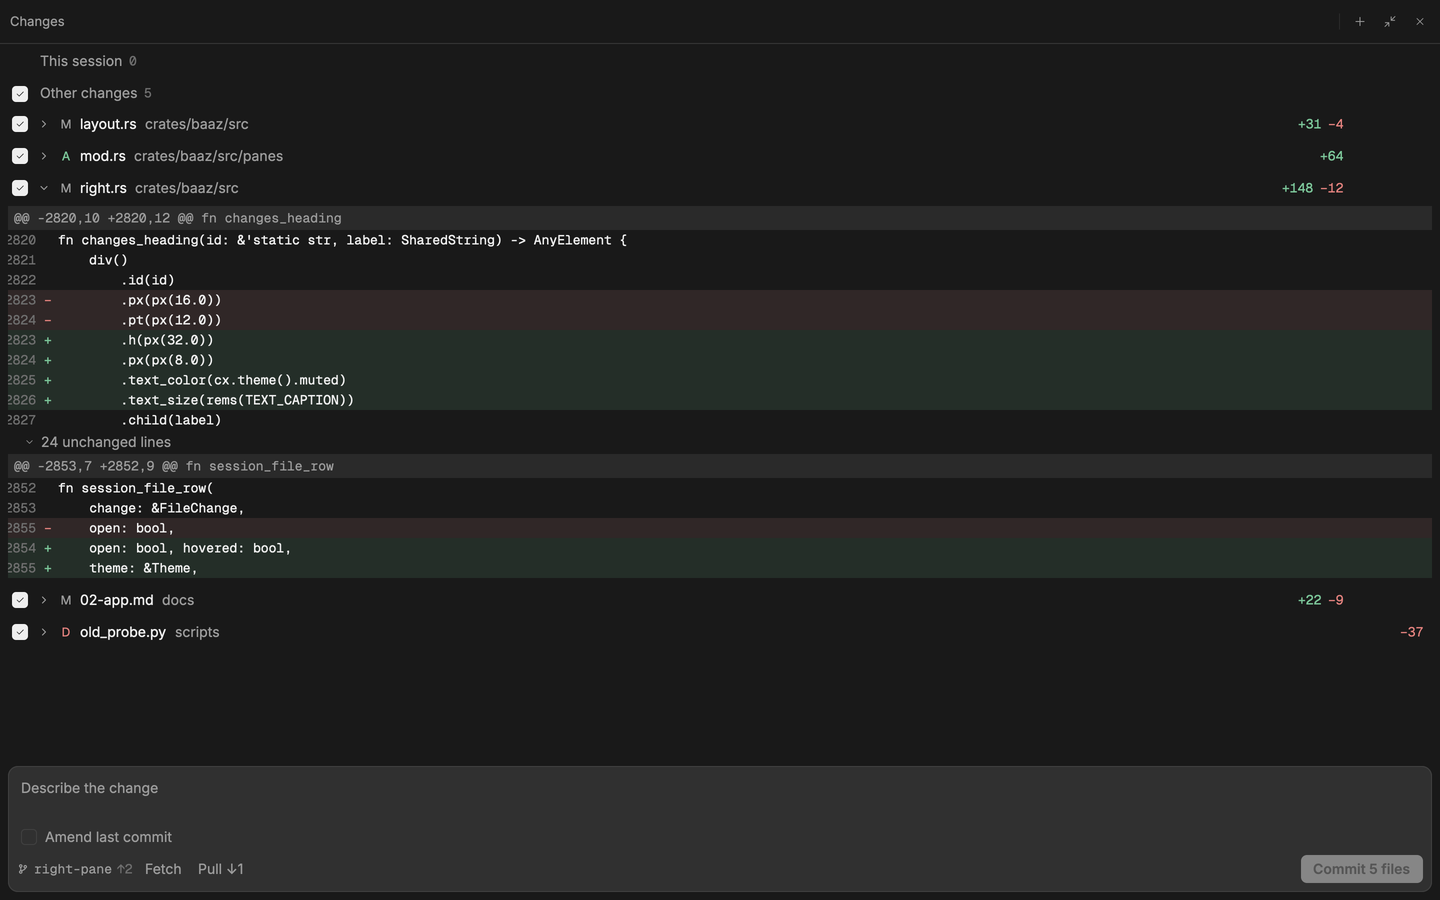 Changes
This session 0
Other changes 5
M layout.rs crates/baaz/src +31 −4
A mod.rs crates/baaz/src/panes +64
M right.rs crates/baaz/src +148 −12
@@ -2820,10 +2820,12 @@ fn changes_heading
2820 fn changes_heading(id: &'static str, label: SharedString) -> AnyElement {
2821     div()
2822         .id(id)
2823 −         .px(px(16.0))
2824 −         .pt(px(12.0))
2823 +         .h(px(32.0))
2824 +         .px(px(8.0))
2825 +         .text_color(cx.theme().muted)
2826 +         .text_size(rems(TEXT_CAPTION))
2827         .child(label)
24 unchanged lines
@@ -2853,7 +2852,9 @@ fn session_file_row
2852 fn session_file_row(
2853     change: &FileChange,
2855 −     open: bool,
2854 +     open: bool, hovered: bool,
2855 +     theme: &Theme,
M 02-app.md docs +22 −9
D old_probe.py scripts −37
Describe the change
Amend last commit
right-pane ↑2 Fetch Pull ↓1 Commit 5 files